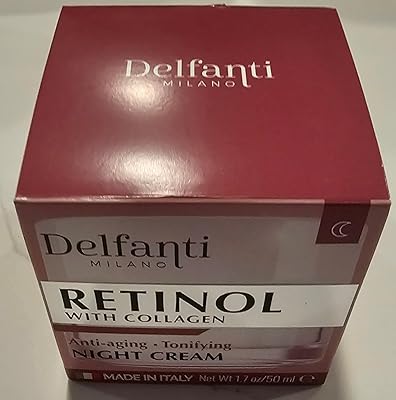 Delfanti
MILANO
Delfanti
MILANO
RETINOL
WITH COLLAGEN
Anti-aging - Tonifying
NIGHT CREAM
MADE IN ITALY Net Wt 1.7 oz/50 ml ℮